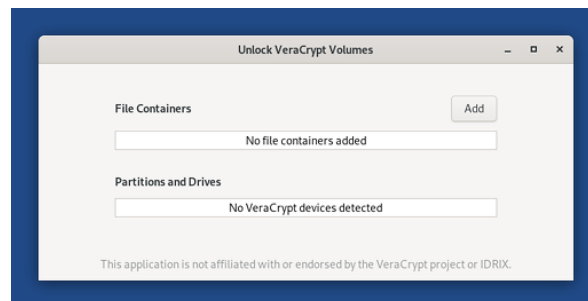 Unlock VeraCrypt Volumes
File Containers
Add
No file containers added
Partitions and Drives
No VeraCrypt devices detected
This application is not affiliated with or endorsed by the VeraCrypt project or IDRIX.